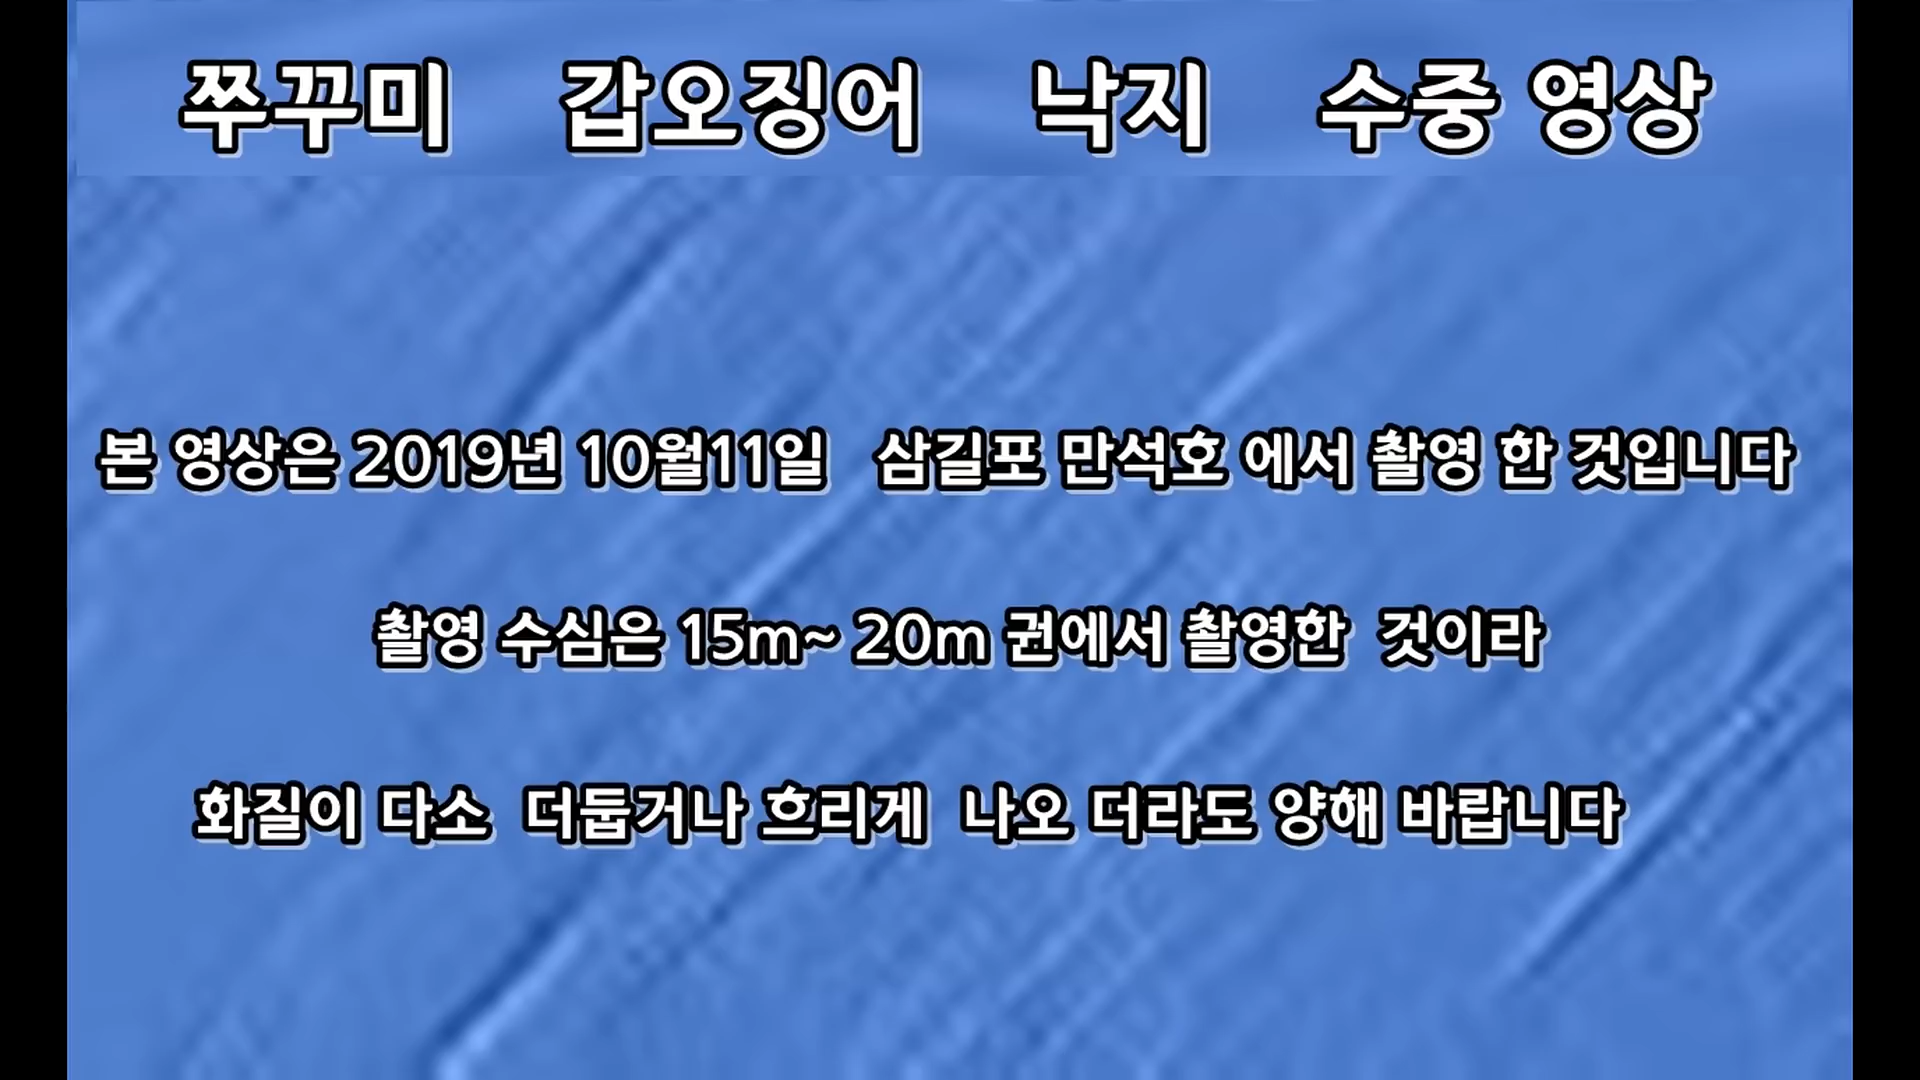 쭈꾸미 갑오징어 낙지 수중 영상
본 영상은 2019년 10월11일 삼길포 만석호 에서 촬영 한 것입니다
촬영 수심은 15m~ 20m 권에서 촬영한 것이라
화질이 다소 더둡거나 흐리게 나오 더라도 양해 바랍니다